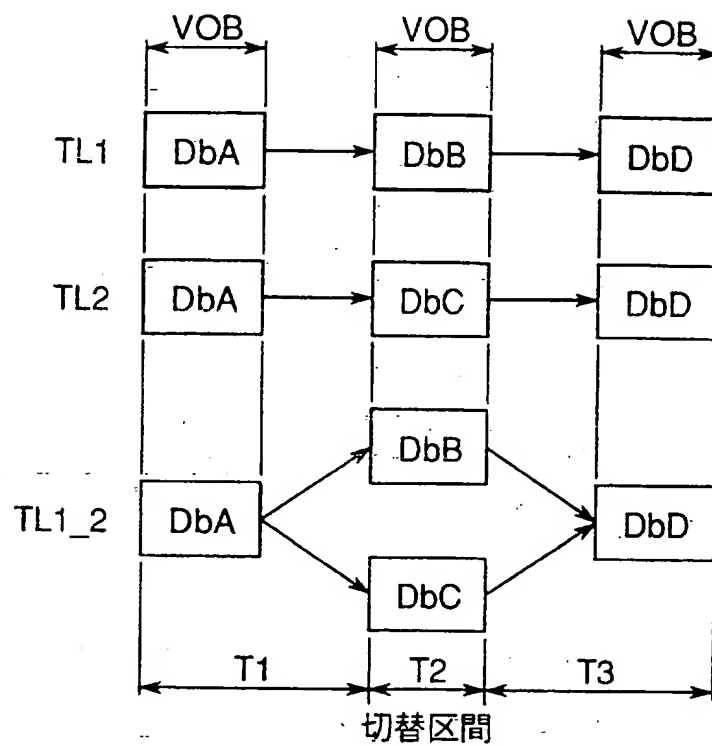 VOB VOB VOB
TL1 DbA DbB DbD
TL2 DbA DbC DbD
DbB
TL1_2 DbA DbD
DbC
T1 T2 T3
切替区間